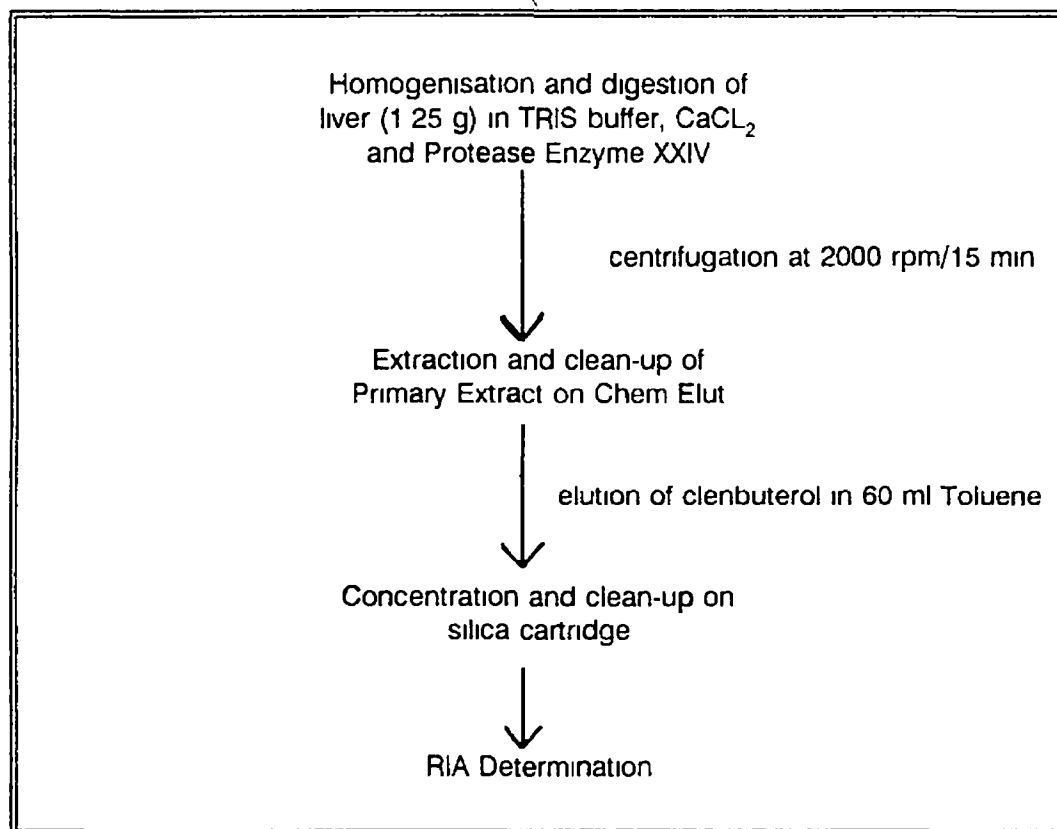 Homogenisation and digestion of
liver (1 25 g) in TRIS buffer, CaCL₂
and Protease Enzyme XXIV
centrifugation at 2000 rpm/15 min
Extraction and clean-up of
Primary Extract on Chem Elut
elution of clenbuterol in 60 ml Toluene
Concentration and clean-up on
silica cartridge
RIA Determination